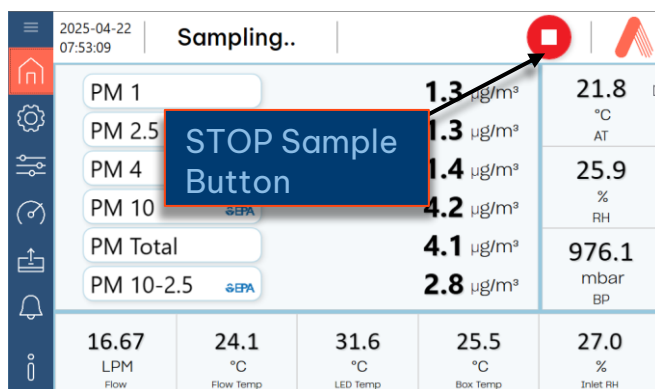 2025-04-22
07:53:09
Sampling..
PM 1
1.3 µg/m³
PM 2.5
1.3 µg/m³
STOP Sample
Button
PM 4
1.4 µg/m³
PM 10
EPA
4.2 µg/m³
PM Total
4.1 µg/m³
PM 10-2.5
EPA
2.8 µg/m³
21.8
°C
AT
25.9
%
RH
976.1
mbar
BP
16.67
LPM
Flow
24.1
°C
Flow Temp
31.6
°C
LED Temp
25.5
°C
Box Temp
27.0
%
Inlet RH